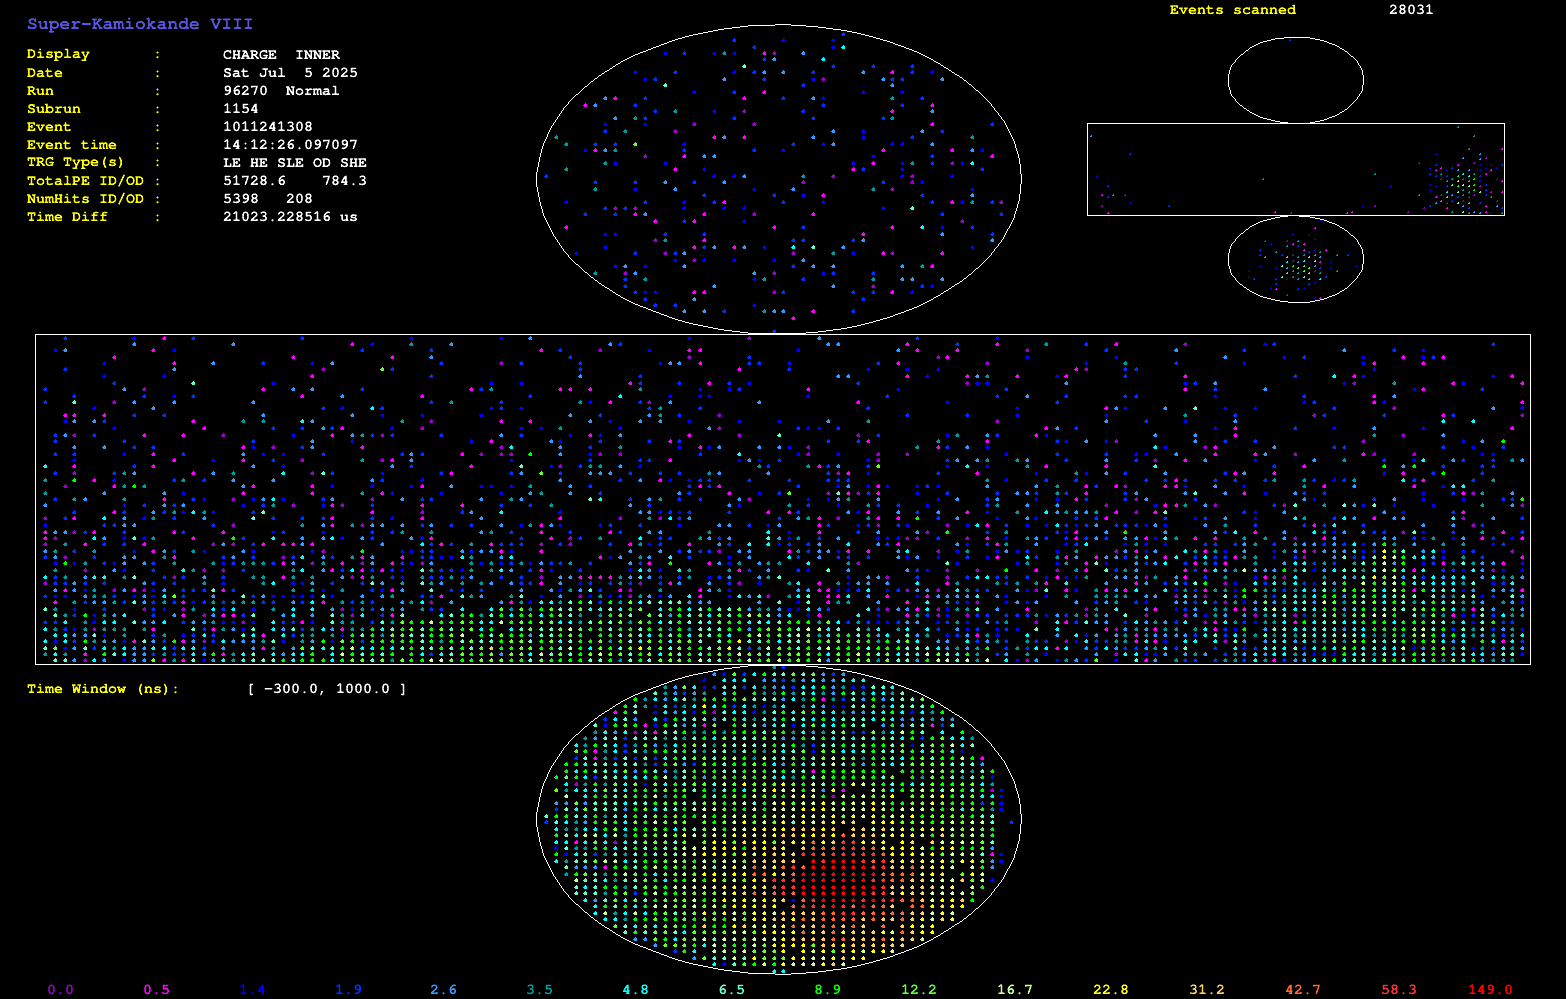 Super-Kamiokande VIII
Events scanned 28031
Display : CHARGE INNER
Date : Sat Jul 5 2025
Run : 96270 Normal
Subrun : 1154
Event : 1011241308
Event time : 14:12:26.097097
TRG Type(s) : LE HE SLE OD SHE
TotalPE ID/OD : 51728.6 784.3
NumHits ID/OD : 5398 208
Time Diff : 21023.228516 us
Time Window (ns): [ -300.0, 1000.0 ]
0.0 0.5 1.4 1.9 2.6 3.5 4.8 6.5 8.9 12.2 16.7 22.8 31.2 42.7 58.3 149.0